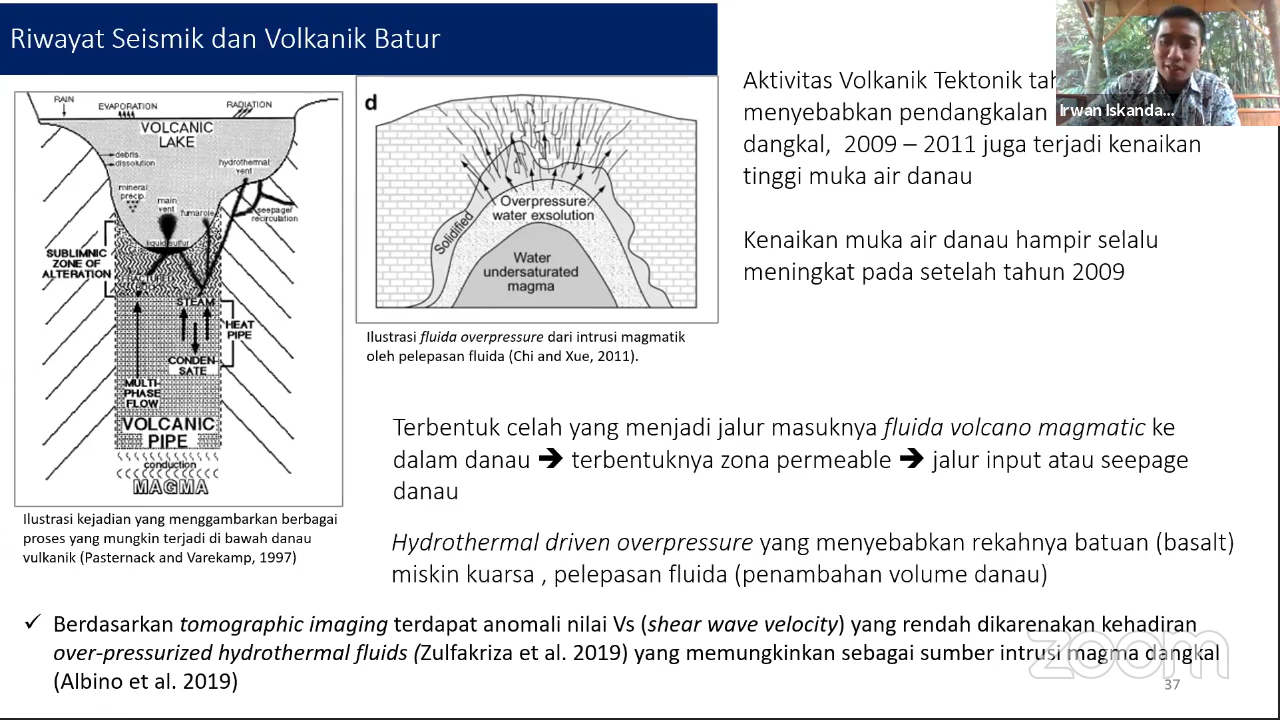 Riwayat Seismik dan Volkanik Batur
RAIN
EVAPORATION
RADIATION
VOLCANIC
LAKE
debris
dissolution
hydrothermal
vent
mineral
precip.
main
vent
fumarole
seepage/
recirculation
liquid sulfur
SUBLIMNIC
ZONE OF
ALTERATION
STEAM
HEAT
PIPE
CONDEN-
SATE
MULTI-
PHASE
FLOW
VOLCANIC
PIPE
conduction
MAGMA
Ilustrasi kejadian yang menggambarkan berbagai
proses yang mungkin terjadi di bawah danau
vulkanik (Pasternack and Varekamp, 1997)
d
Overpressure
water exsolution
Solidified
Water
undersaturated
magma
Ilustrasi fluida overpressure dari intrusi magmatik
oleh pelepasan fluida (Chi and Xue, 2011).
Aktivitas Volkanik Tektonik
menyebabkan pendangkalan
dangkal, 2009 – 2011 juga terjadi kenaikan
tinggi muka air danau
Kenaikan muka air danau hampir selalu
meningkat pada setelah tahun 2009
Irwan Iskanda...
Terbentuk celah yang menjadi jalur masuknya fluida volcano magmatic ke
dalam danau ➔ terbentuknya zona permeable ➔ jalur input atau seepage
danau
Hydrothermal driven overpressure yang menyebabkan rekahnya batuan (basalt)
miskin kuarsa , pelepasan fluida (penambahan volume danau)
✓ Berdasarkan tomographic imaging terdapat anomali nilai Vs (shear wave velocity) yang rendah dikarenakan kehadiran
over-pressurized hydrothermal fluids (Zulfakriza et al. 2019) yang memungkinkan sebagai sumber intrusi magma dangkal
(Albino et al. 2019)
zoom
37